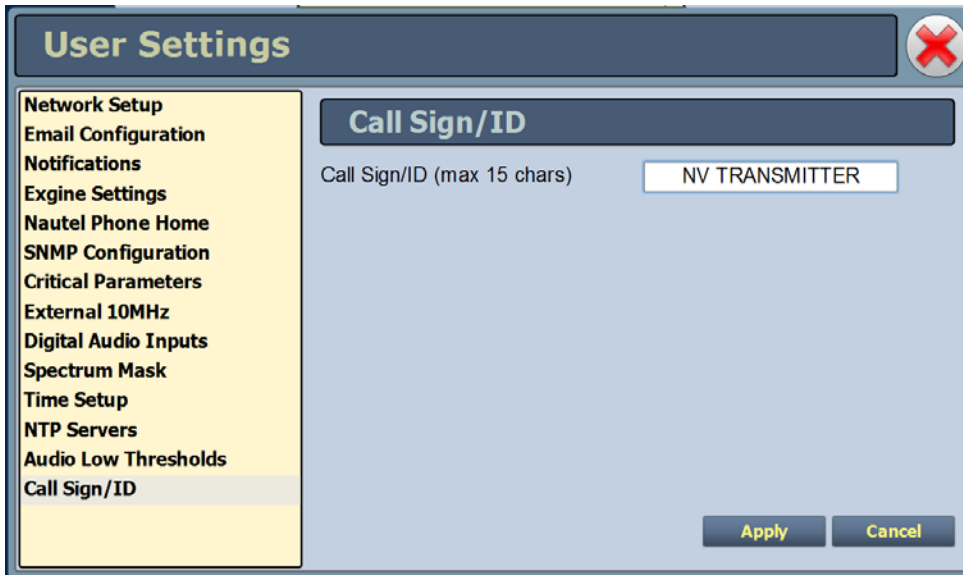 User Settings
Network Setup
Email Configuration
Notifications
Exgine Settings
Nautel Phone Home
SNMP Configuration
Critical Parameters
External 10MHz
Digital Audio Inputs
Spectrum Mask
Time Setup
NTP Servers
Audio Low Thresholds
Call Sign/ID
Call Sign/ID
Call Sign/ID (max 15 chars) NV TRANSMITTER
Apply Cancel